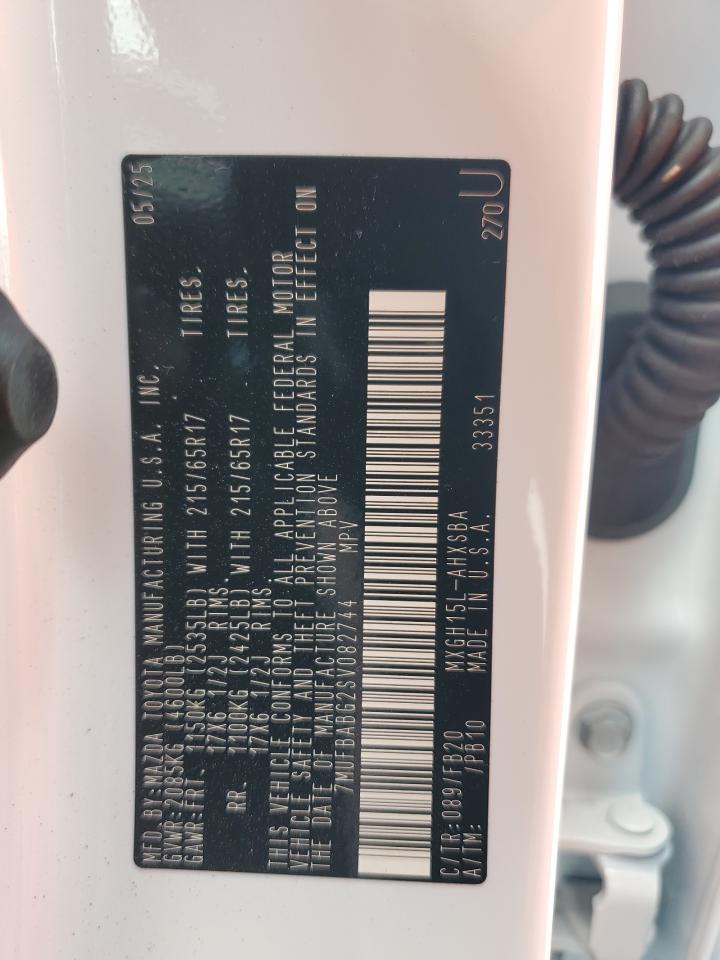 MFD.BY:MAZDA TOYOTA MANUFACTURING U.S.A. INC. 05/25
GVWR:2085KG (4600LB)
GAWR:FRT. 1150KG (2535LB) WITH 215/65R17 TIRES,
17X6 1/2J RIMS.
RR. 1100KG (2425LB) WITH 215/65R17 TIRES,
17X6 1/2J RIMS
THIS VEHICLE CONFORMS TO ALL APPLICABLE FEDERAL MOTOR
VEHICLE SAFETY AND THEFT PREVENTION STANDARDS IN EFFECT ON
THE DATE OF MANUFACTURE SHOWN ABOVE
7MUFBABG2SV082744 MPV
C/TR:089/FB20 MXGH15L-AHXSBA 270 U
A/TM: /PB10 MADE IN U.S.A. 33351